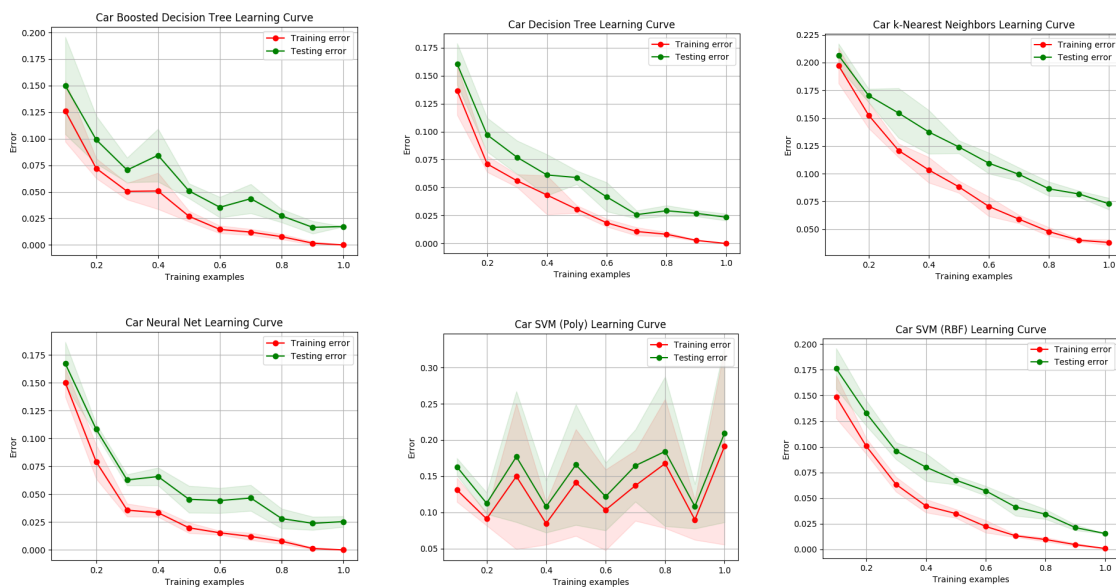 Car Boosted Decision Tree Learning Curve
0.200
0.175
0.150
0.125
0.100
0.075
0.050
0.025
0.000
Error
Training error
Testing error
0.2 0.4 0.6 0.8 1.0
Training examples
Car Decision Tree Learning Curve
0.175
0.150
0.125
0.100
0.075
0.050
0.025
0.000
Error
Training error
Testing error
0.2 0.4 0.6 0.8 1.0
Training examples
Car k-Nearest Neighbors Learning Curve
0.225
0.200
0.175
0.150
0.125
0.100
0.075
0.050
Error
Training error
Testing error
0.2 0.4 0.6 0.8 1.0
Training examples
Car Neural Net Learning Curve
0.175
0.150
0.125
0.100
0.075
0.050
0.025
0.000
Error
Training error
Testing error
0.2 0.4 0.6 0.8 1.0
Training examples
Car SVM (Poly) Learning Curve
0.30
0.25
0.20
0.15
0.10
0.05
Error
Training error
Testing error
0.2 0.4 0.6 0.8 1.0
Training examples
Car SVM (RBF) Learning Curve
0.200
0.175
0.150
0.125
0.100
0.075
0.050
0.025
0.000
Error
Training error
Testing error
0.2 0.4 0.6 0.8 1.0
Training examples